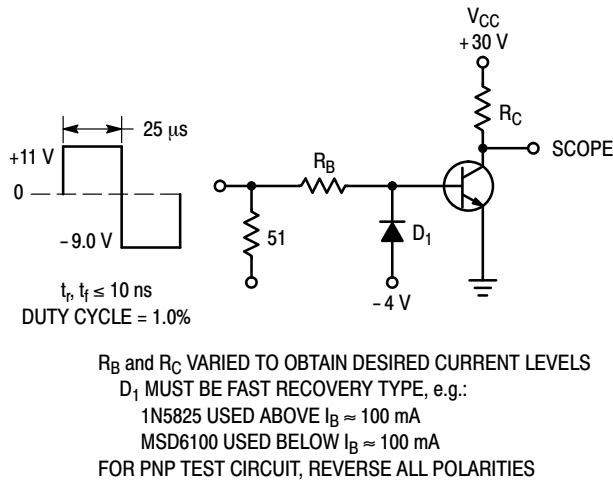 V_CC
+30 V
25 μs
R_C
+11 V
SCOPE
R_B
0
51
D_1
-9.0 V
-4 V
t_r, t_f ≤ 10 ns
DUTY CYCLE = 1.0%
R_B and R_C VARIED TO OBTAIN DESIRED CURRENT LEVELS
D_1 MUST BE FAST RECOVERY TYPE, e.g.:
1N5825 USED ABOVE I_B ≈ 100 mA
MSD6100 USED BELOW I_B ≈ 100 mA
FOR PNP TEST CIRCUIT, REVERSE ALL POLARITIES